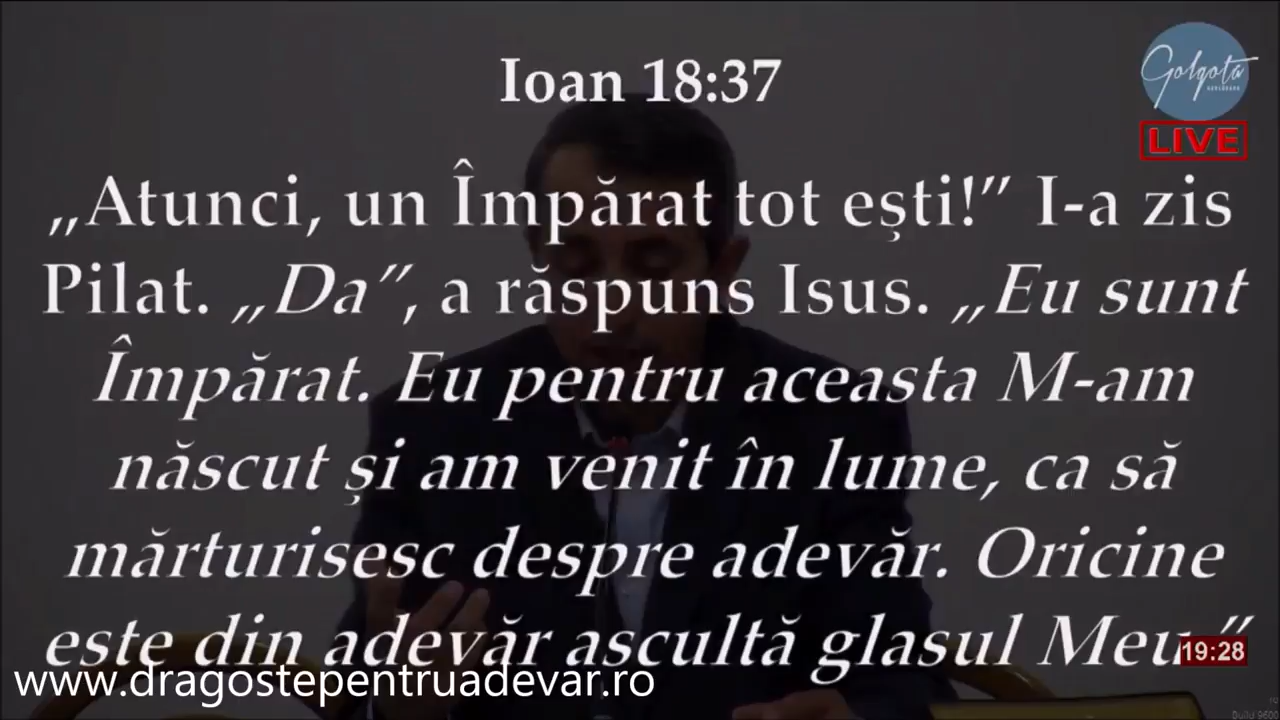 Ioan 18:37
Golgota
LIVE
„Atunci, un Împărat tot eşti!” I-a zis
Pilat. „Da”, a răspuns Isus. „Eu sunt
Împărat. Eu pentru aceasta M-am
născut şi am venit în lume, ca să
mărturisesc despre adevăr. Oricine
este din adevăr ascultă glasul Meu.”
19:28
www.dragostepentruadevar.ro